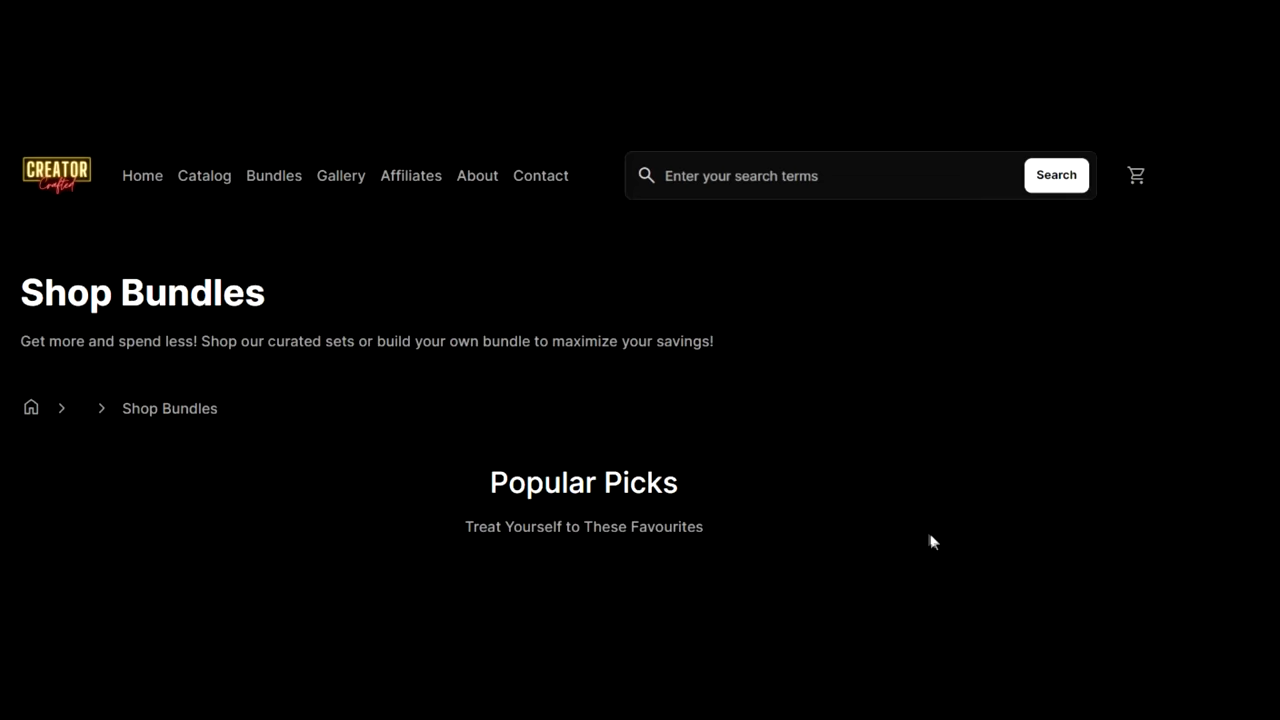 CREATOR
Crafted
Home Catalog Bundles Gallery Affiliates About Contact
Enter your search terms
Search
Shop Bundles
Get more and spend less! Shop our curated sets or build your own bundle to maximize your savings!
Shop Bundles
Popular Picks
Treat Yourself to These Favourites